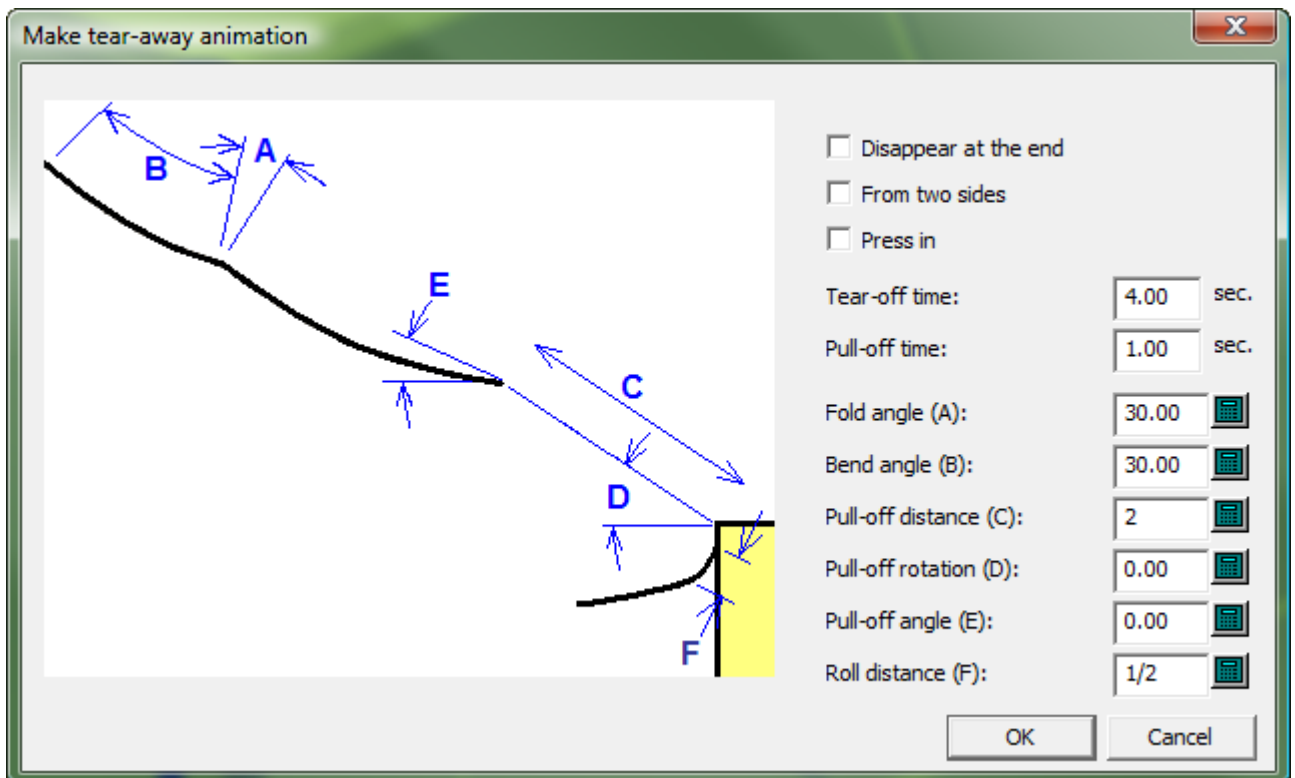 Make tear-away animation
B
A
E
C
D
F
Disappear at the end
From two sides
Press in
Tear-off time: 4.00 sec.
Pull-off time: 1.00 sec.
Fold angle (A): 30.00
Bend angle (B): 30.00
Pull-off distance (C): 2
Pull-off rotation (D): 0.00
Pull-off angle (E): 0.00
Roll distance (F): 1/2
OK Cancel